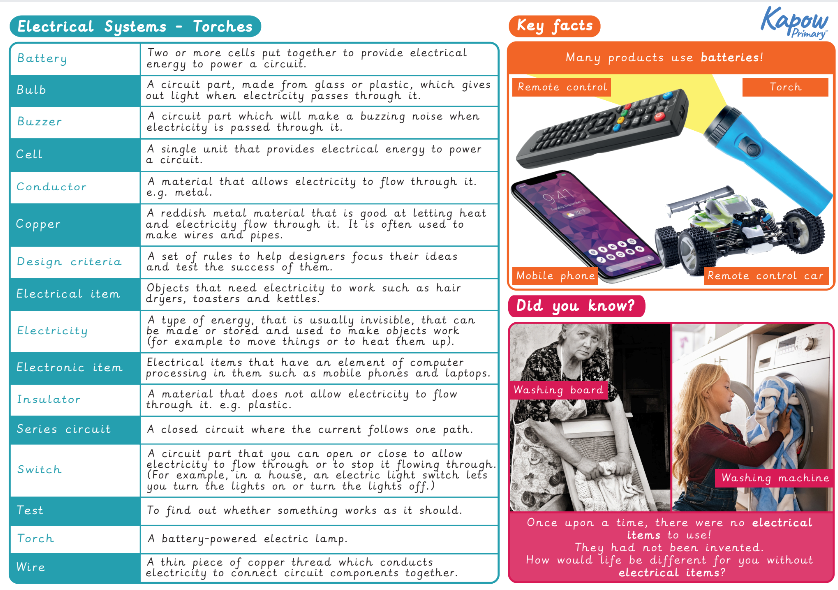 Electrical Systems - Torches
Battery
Two or more cells put together to provide electrical
energy to power a circuit.
Bulb
A circuit part, made from glass or plastic, which gives
out light when electricity passes through it.
Buzzer
A circuit part which will make a buzzing noise when
electricity is passed through it.
Cell
A single unit that provides electrical energy to power
a circuit.
Conductor
A material that allows electricity to flow through it.
e.g. metal.
Copper
A reddish metal material that is good at letting heat
and electricity flow through it. It is often used to
make wires and pipes.
Design criteria
A set of rules to help designers focus their ideas
and test the success of them.
Electrical item
Objects that need electricity to work such as hair
dryers, toasters and kettles.
Electricity
A type of energy, that is usually invisible, that can
be made or stored and used to make objects work
(for example to move things or to heat them up).
Electronic item
Electrical items that have an element of computer
processing in them such as mobile phones and laptops.
Insulator
A material that does not allow electricity to flow
through it. e.g. plastic.
Series circuit
A closed circuit where the current follows one path.
Switch
A circuit part that you can open or close to allow
electricity to flow through or to stop it flowing through.
(For example, in a house, an electric light switch lets
you turn the lights on or turn the lights off.)
Test
To find out whether something works as it should.
Torch
A battery-powered electric lamp.
Wire
A thin piece of copper thread which conducts
electricity to connect circuit components together.
Key facts
Kapow
Primary
Many products use batteries!
Remote control
Torch
9:41
Mobile phone
Remote control car
Did you know?
Washing board
Washing machine
Once upon a time, there were no electrical
items to use!
They had not been invented.
How would life be different for you without
electrical items?